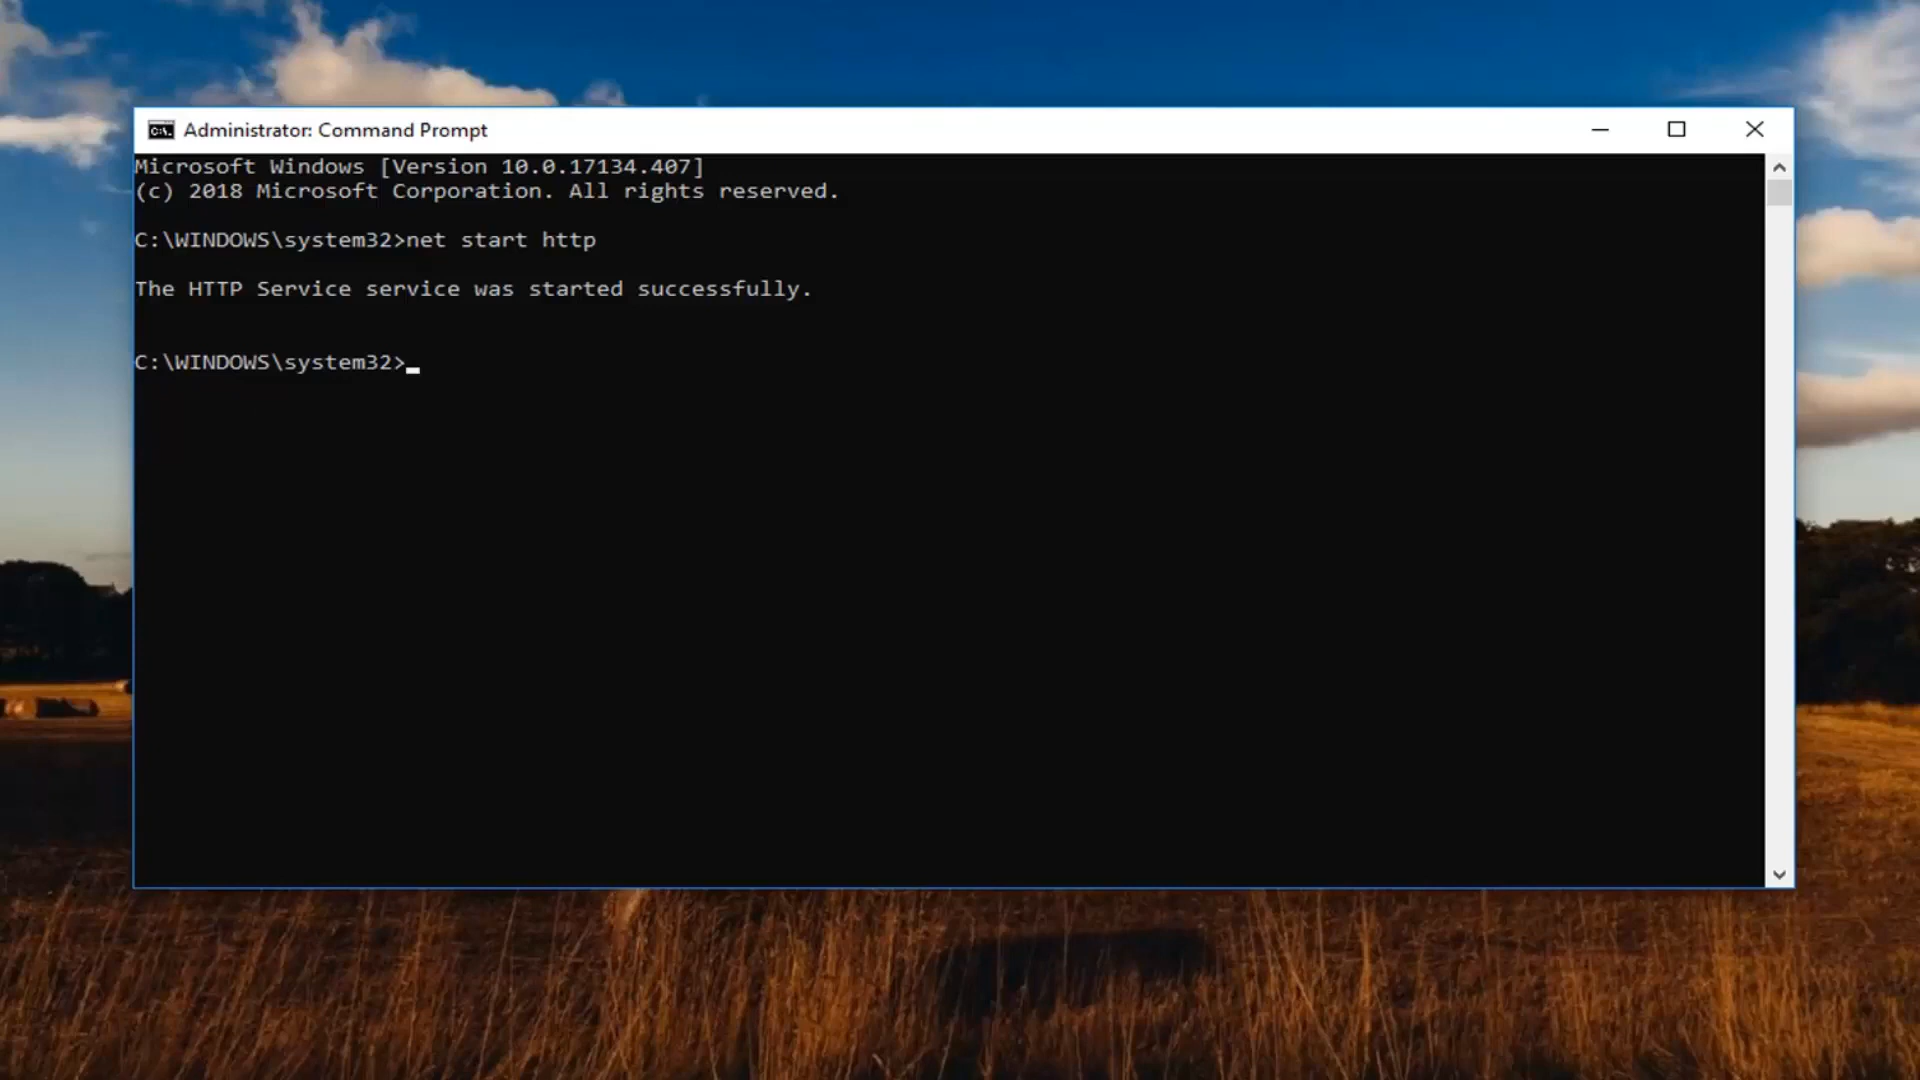 Administrator: Command Prompt
Microsoft Windows [Version 10.0.17134.407]
(c) 2018 Microsoft Corporation. All rights reserved.
C:\WINDOWS\system32>net start http
The HTTP Service service was started successfully.
C:\WINDOWS\system32>